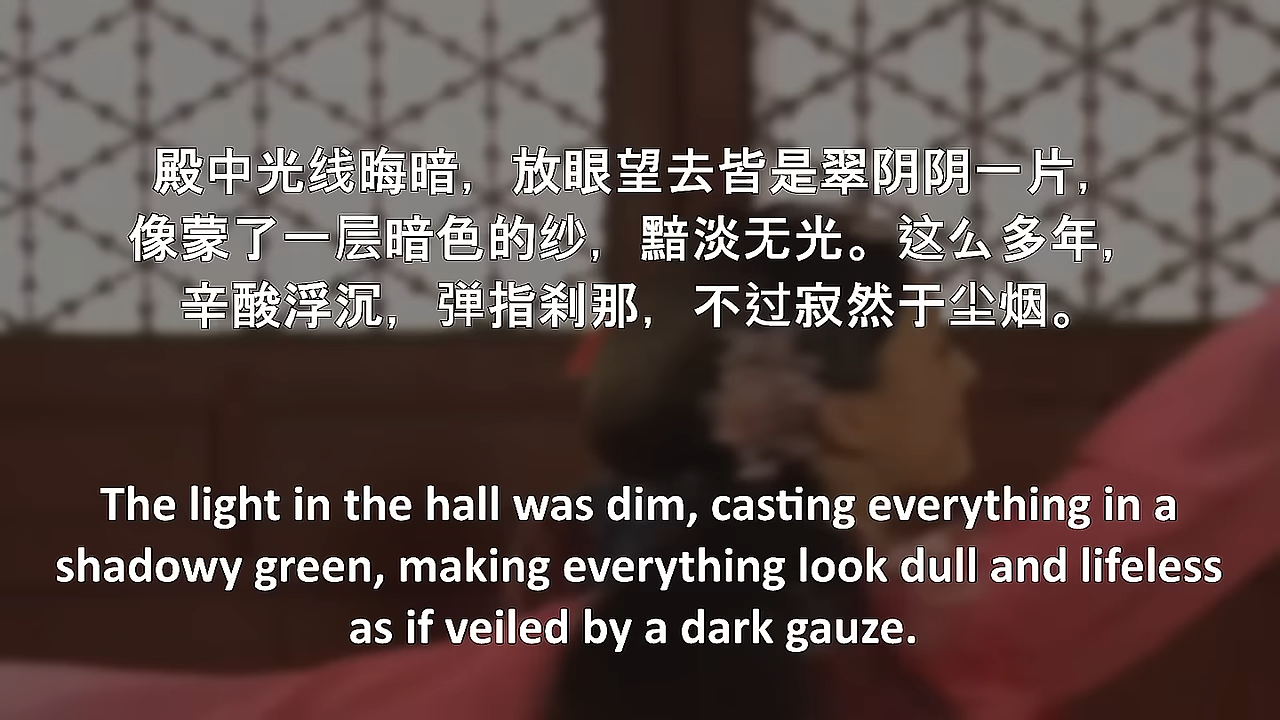 殿中光线晦暗，放眼望去皆是翠阴阴一片，
像蒙了一层暗色的纱，黯淡无光。这么多年，
辛酸浮沉，弹指刹那，不过寂然于尘烟。
The light in the hall was dim, casting everything in a
shadowy green, making everything look dull and lifeless
as if veiled by a dark gauze.